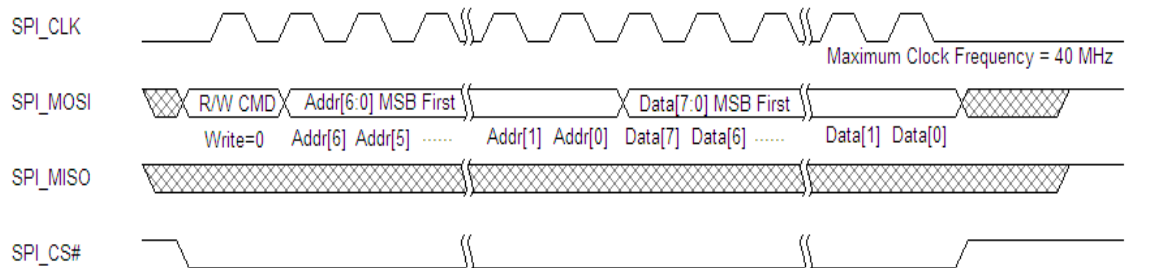 SPI_CLK
Maximum Clock Frequency = 40 MHz
SPI_MOSI R/W CMD Addr[6:0] MSB First Data[7:0] MSB First
Write=0 Addr[6] Addr[5] ...... Addr[1] Addr[0] Data[7] Data[6] ...... Data[1] Data[0]
SPI_MISO
SPI_CS#